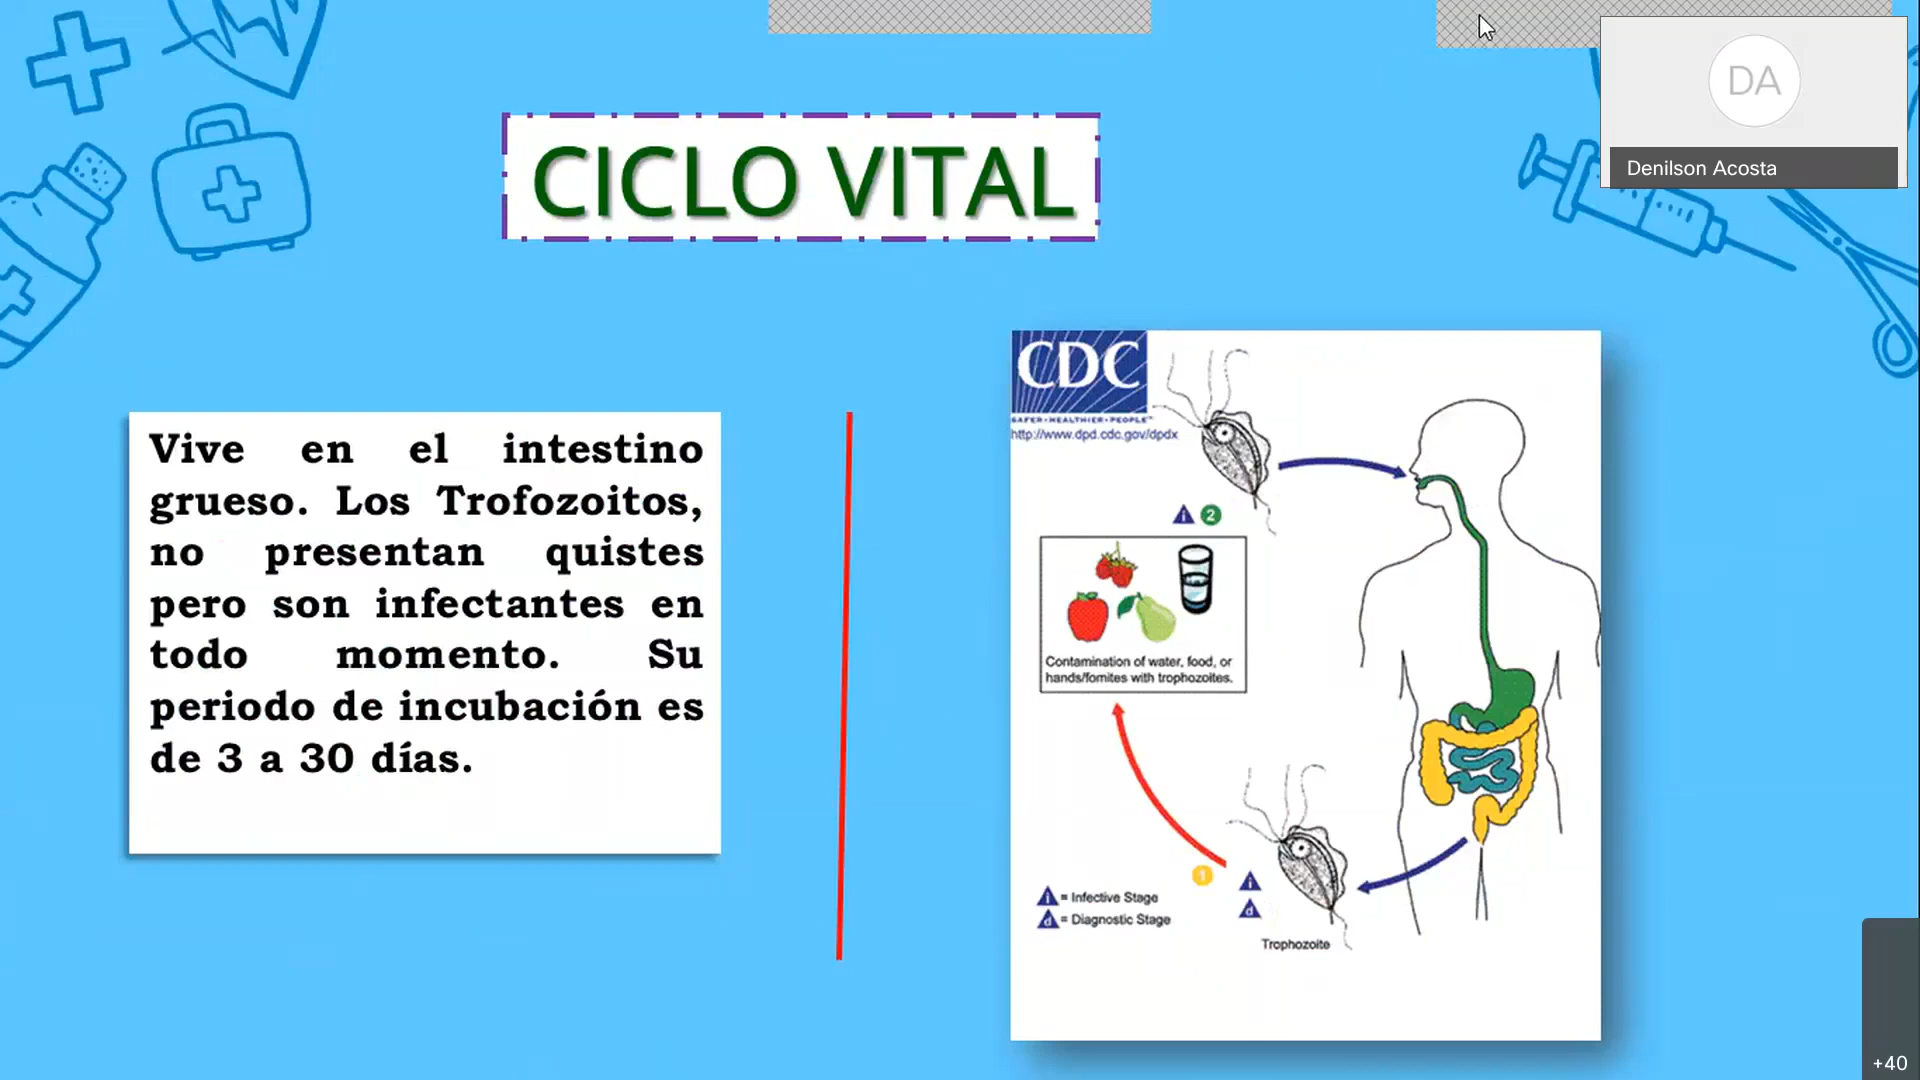 DA
Denilson Acosta
CICLO VITAL
Vive en el intestino
grueso. Los Trofozoitos,
no presentan quistes
pero son infectantes en
todo momento. Su
periodo de incubación es
de 3 a 30 días.
CDC
SAFER•HEALTHIER•PEOPLE™
http://www.dpd.cdc.gov/dpdx
i 2
Contamination of water, food, or
hands/fomites with trophozoites.
1 i
d
i = Infective Stage
d = Diagnostic Stage
Trophozoite
+40